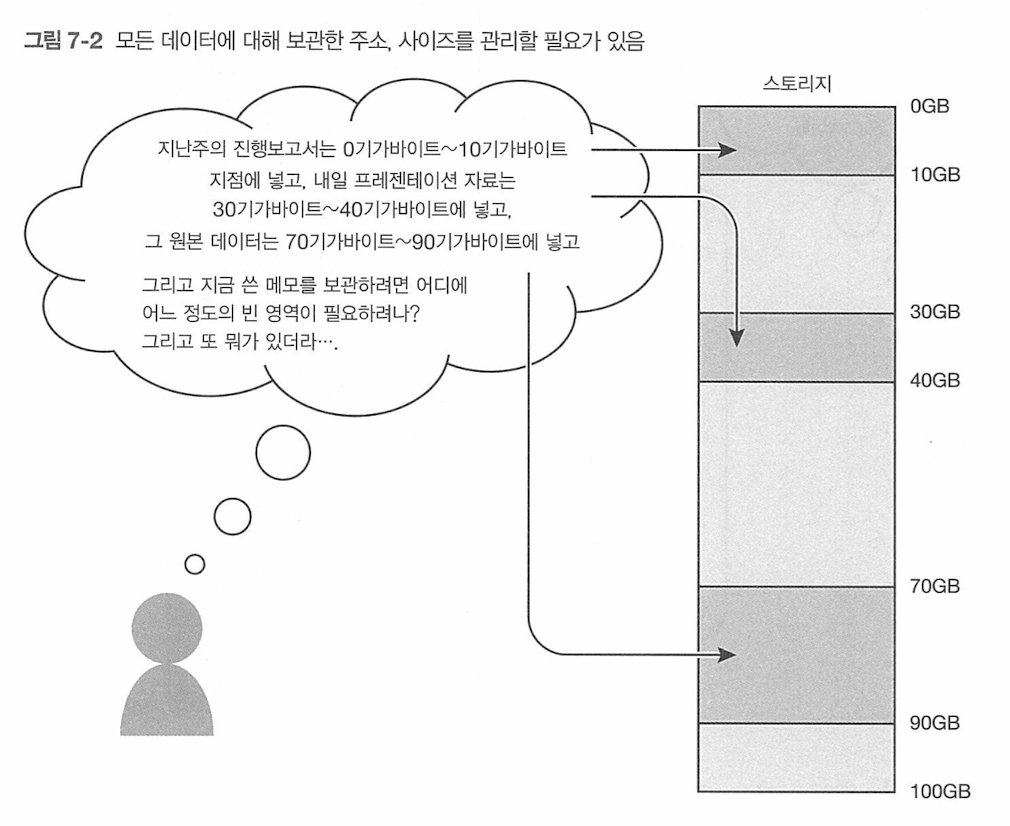 그림 7-2 모든 데이터에 대해 보관한 주소, 사이즈를 관리할 필요가 있음
스토리지
지난주의 진행보고서는 0기가바이트~10기가바이트
지점에 넣고, 내일 프레젠테이션 자료는
30기가바이트~40기가바이트에 넣고,
그 원본 데이터는 70기가바이트~90기가바이트에 넣고
그리고 지금 쓴 메모를 보관하려면 어디에
어느 정도의 빈 영역이 필요하려나?
그리고 또 뭐가 있더라….
0GB
10GB
30GB
40GB
70GB
90GB
100GB